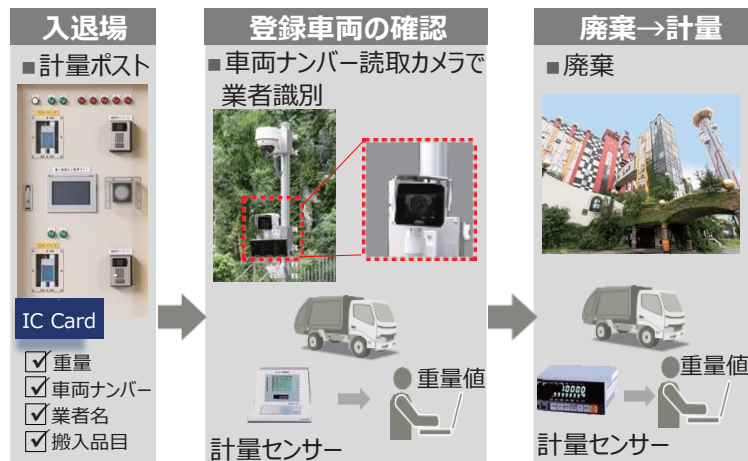 入退場
■計量ポスト
IC Card
重量
車両ナンバー
業者名
搬入品目
登録車両の確認
■車両ナンバー読取カメラで
業者識別
重量値
計量センサー
廃棄→計量
■廃棄
重量値
計量センサー